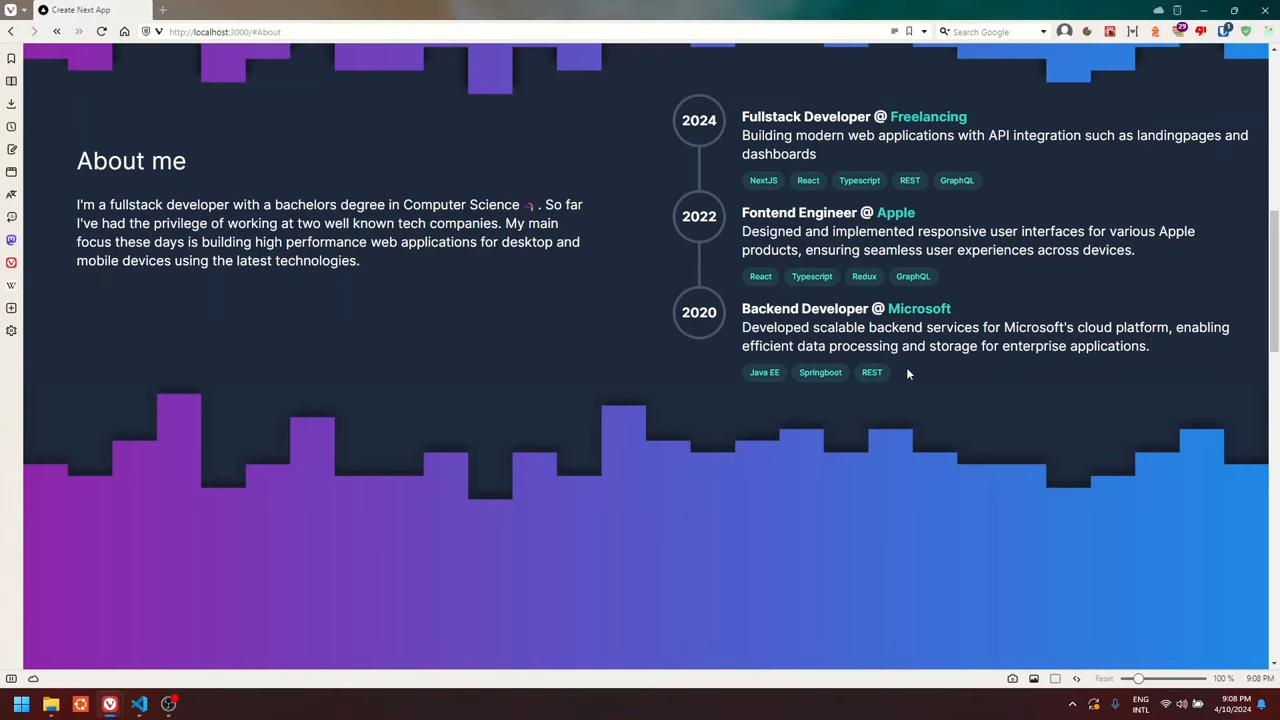 Create Next App
http://localhost:3000/#About
Search Google
29
1
About me
I'm a fullstack developer with a bachelors degree in Computer Science . So far
I've had the privilege of working at two well known tech companies. My main
focus these days is building high performance web applications for desktop and
mobile devices using the latest technologies.
2024
Fullstack Developer @ Freelancing
Building modern web applications with API integration such as landingpages and
dashboards
NextJS React Typescript REST GraphQL
2022
Fontend Engineer @ Apple
Designed and implemented responsive user interfaces for various Apple
products, ensuring seamless user experiences across devices.
React Typescript Redux GraphQL
2020
Backend Developer @ Microsoft
Developed scalable backend services for Microsoft's cloud platform, enabling
efficient data processing and storage for enterprise applications.
Java EE Springboot REST
Reset 100 % 9:08 PM
ENG
INTL
9:08 PM
4/10/2024